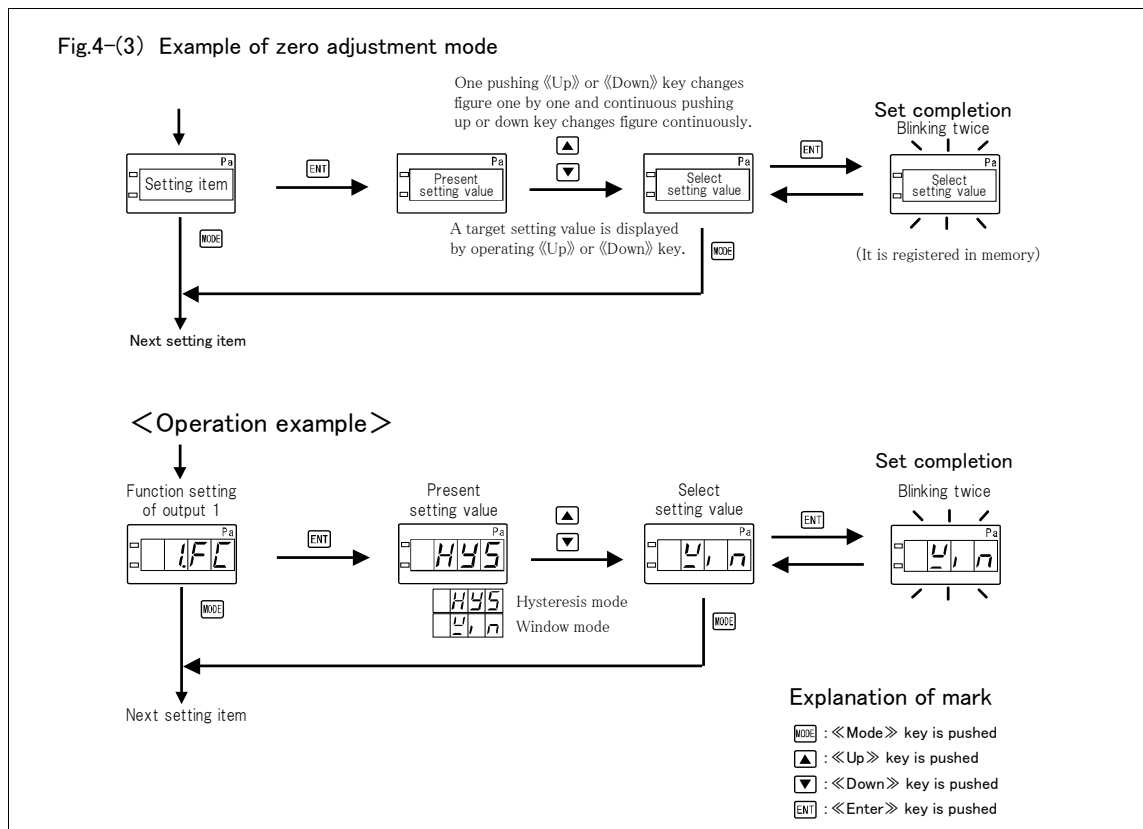 Fig.4-(3) Example of zero adjustment mode
One pushing 《Up》 or 《Down》 key changes
figure one by one and continuous pushing
up or down key changes figure continuously.
Set completion
Blinking twice
Pa
Setting item
ENT
Pa
Present
setting value
▲
▼
Pa
Select
setting value
ENT
Pa
Select
setting value
MODE
A target setting value is displayed
by operating 《Up》 or 《Down》 key.
MODE
(It is registered in memory)
Next setting item
<Operation example>
Set completion
Function setting
of output 1
Present
setting value
Select
setting value
Blinking twice
Pa
1.FC
ENT
Pa
HYS
▲
▼
Pa
Win
ENT
Pa
Win
MODE
HYS Hysteresis mode
Win Window mode
MODE
Next setting item
Explanation of mark
MODE : ≪Mode≫ key is pushed
▲ : ≪Up≫ key is pushed
▼ : ≪Down≫ key is pushed
ENT : ≪Enter≫ key is pushed